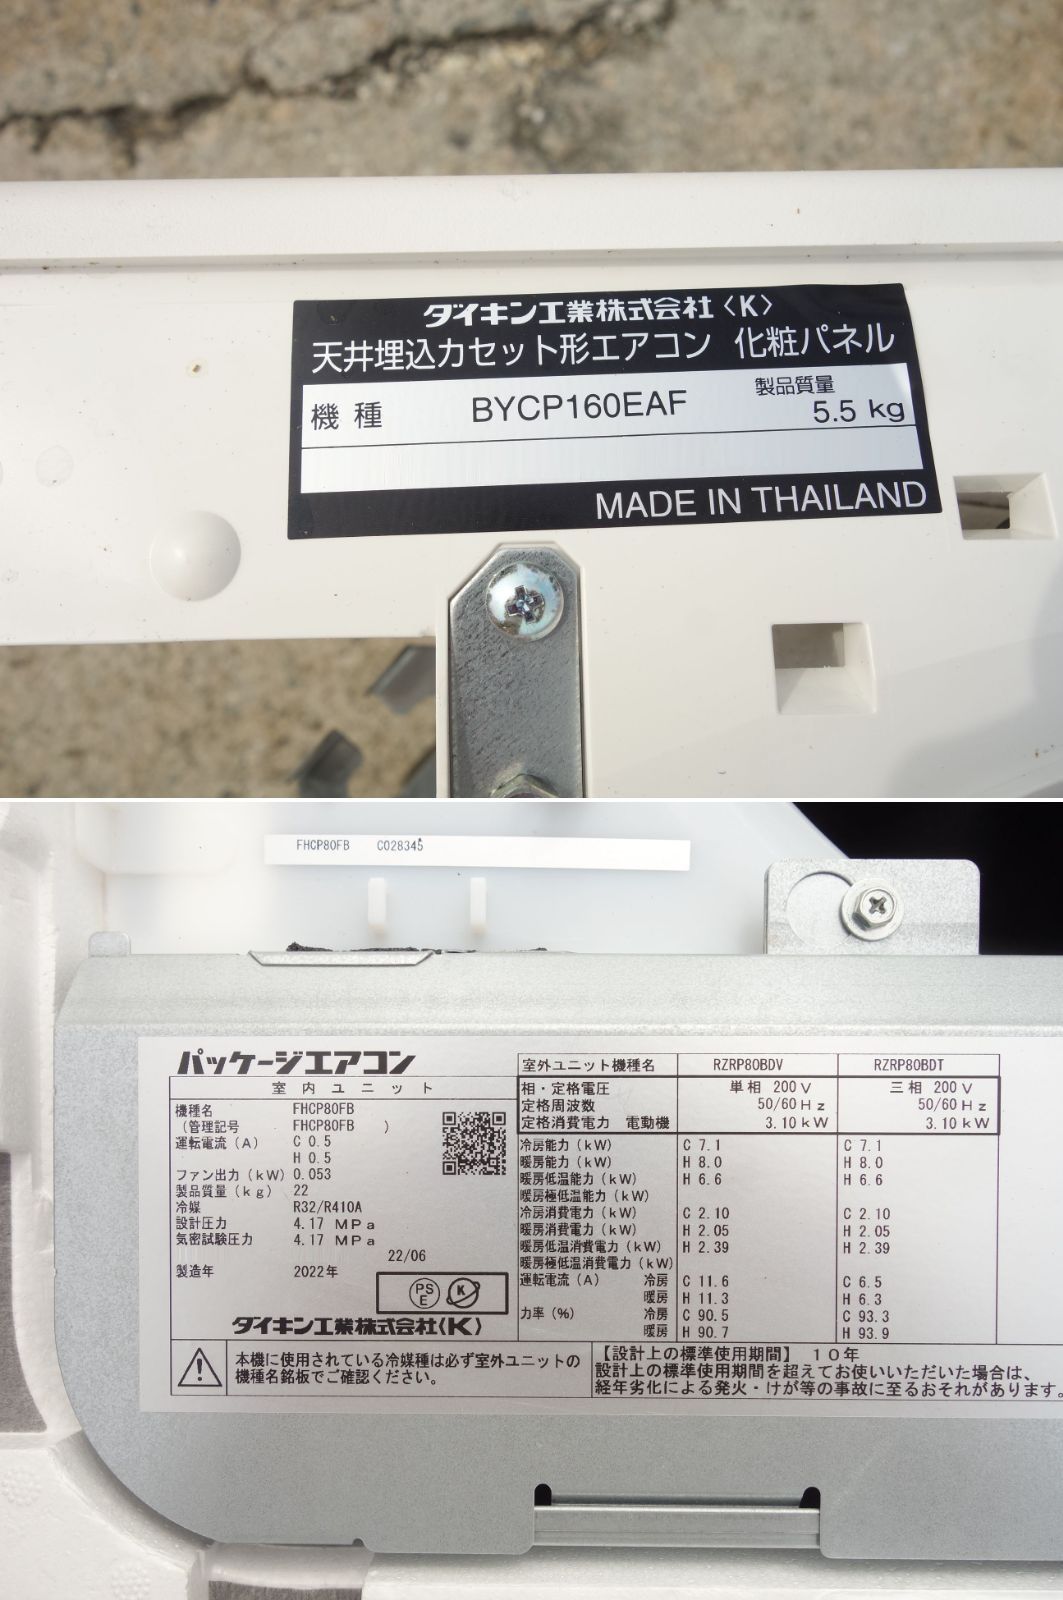 ダイキン工業株式会社〈K〉
天井埋込カセット形エアコン 化粧パネル
機種 BYCP160EAF 製品質量 5.5 kg
MADE IN THAILAND
FHCP80FB C028345
パッケージエアコン
室内ユニット
機種名 FHCP80FB
(管理記号 FHCP80FB )
運転電流(A) C 0.5
H 0.5
ファン出力(kW) 0.053
製品質量(kg) 22
冷媒 R32/R410A
設計圧力 4.17 MPa
気密試験圧力 4.17 MPa
22/06
製造年 2022年
PS
E
K
ダイキン工業株式会社〈K〉
室外ユニット機種名 RZRP80BDV RZRP80BDT
相・定格電圧 単相 200V 三相 200V
定格周波数 50/60Hz 50/60Hz
定格消費電力 電動機 3.10kW 3.10kW
冷房能力(kW) C 7.1 C 7.1
暖房能力(kW) H 8.0 H 8.0
暖房低温能力(kW) H 6.6 H 6.6
暖房極低温能力(kW)
冷房消費電力(kW) C 2.10 C 2.10
暖房消費電力(kW) H 2.05 H 2.05
暖房低温消費電力(kW) H 2.39 H 2.39
暖房極低温消費電力(kW)
運転電流(A) 冷房 C 11.6 C 6.5
暖房 H 11.3 H 6.3
力率(%) 冷房 C 90.5 C 93.3
暖房 H 90.7 H 93.9
本機に使用されている冷媒種は必ず室外ユニットの
機種名銘板でご確認ください。
【設計上の標準使用期間】 10年
設計上の標準使用期間を超えてお使いいただいた場合は、
経年劣化による発火・けが等の事故に至るおそれがあります。